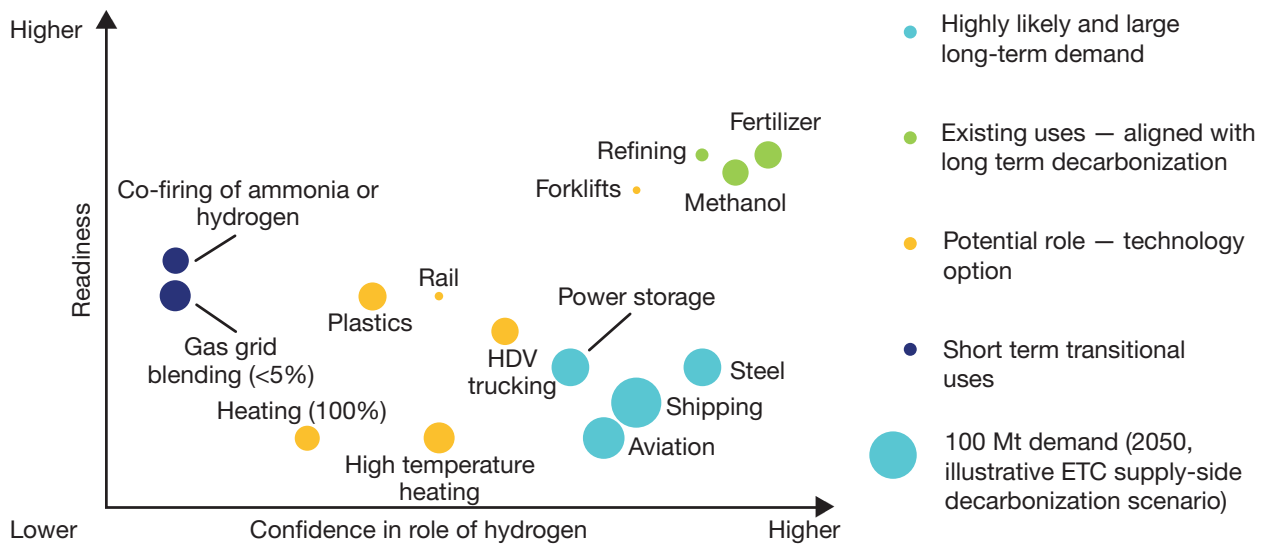 Higher
Readiness
Lower
Confidence in role of hydrogen
Higher
Co-firing of ammonia or
hydrogen
Gas grid
blending (<5%)
Heating (100%)
Plastics
Rail
High temperature
heating
HDV
trucking
Power storage
Forklifts
Refining
Methanol
Fertilizer
Steel
Shipping
Aviation
Highly likely and large
long-term demand
Existing uses — aligned with
long term decarbonization
Potential role — technology
option
Short term transitional
uses
100 Mt demand (2050,
illustrative ETC supply-side
decarbonization scenario)